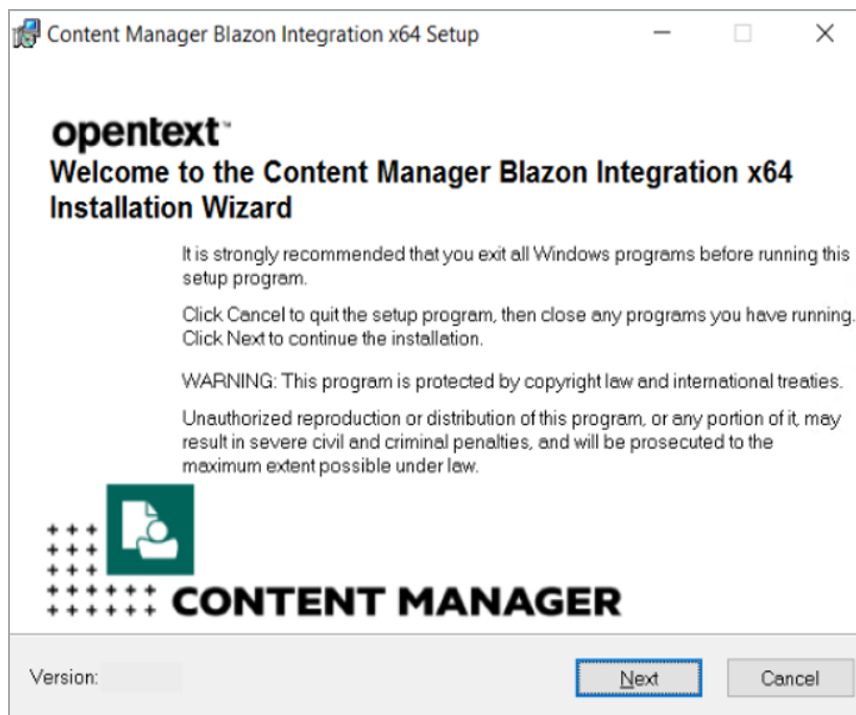 Content Manager Blazon Integration x64 Setup
opentext™
Welcome to the Content Manager Blazon Integration x64
Installation Wizard
It is strongly recommended that you exit all Windows programs before running this
setup program.
Click Cancel to quit the setup program, then close any programs you have running.
Click Next to continue the installation.
WARNING: This program is protected by copyright law and international treaties.
Unauthorized reproduction or distribution of this program, or any portion of it, may
result in severe civil and criminal penalties, and will be prosecuted to the
maximum extent possible under law.
CONTENT MANAGER
Version:
Next
Cancel